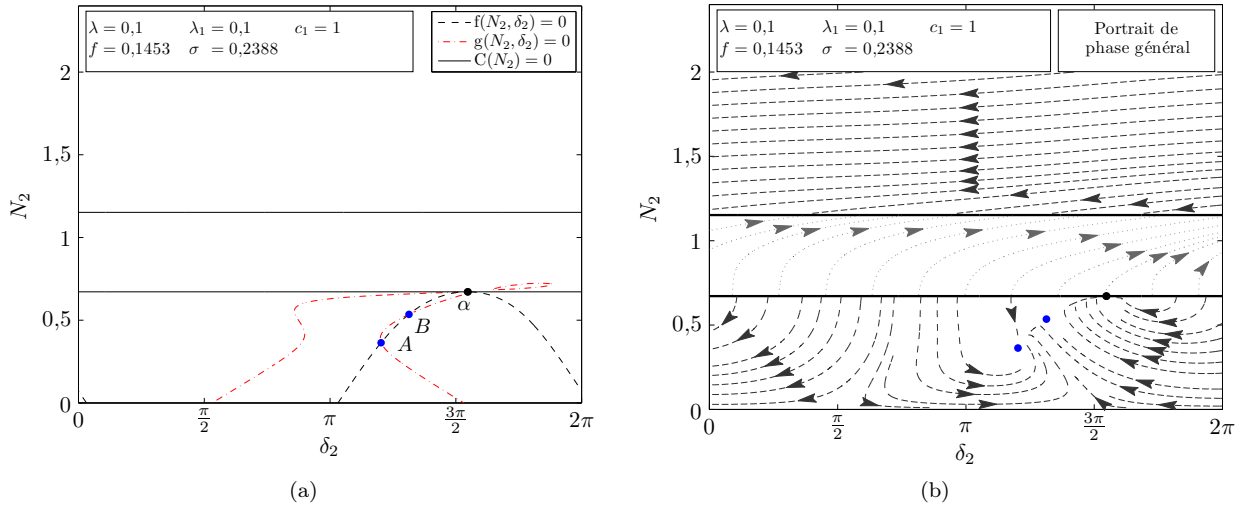 λ = 0,1 λ₁ = 0,1 c₁ = 1
f = 0,1453 σ = 0,2388
f(N₂, δ₂) = 0
g(N₂, δ₂) = 0
C(N₂) = 0
2
1,5
1
0,5
0
N₂
α
B
A
0
π/2
π
3π/2
2π
δ₂
(a)
λ = 0,1 λ₁ = 0,1 c₁ = 1
f = 0,1453 σ = 0,2388
Portrait de
phase général
2
1,5
1
0,5
0
N₂
0
π/2
π
3π/2
2π
δ₂
(b)